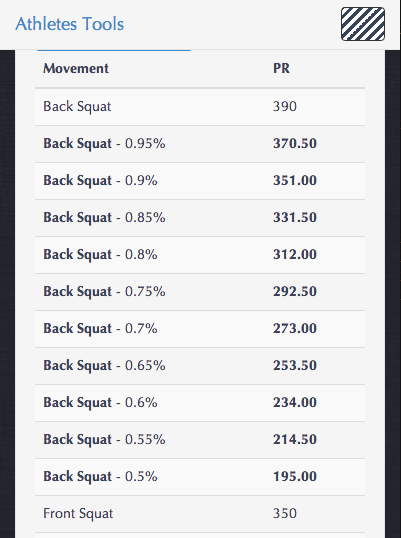 Athletes Tools
Movement PR
Back Squat 390
Back Squat - 0.95% 370.50
Back Squat - 0.9% 351.00
Back Squat - 0.85% 331.50
Back Squat - 0.8% 312.00
Back Squat - 0.75% 292.50
Back Squat - 0.7% 273.00
Back Squat - 0.65% 253.50
Back Squat - 0.6% 234.00
Back Squat - 0.55% 214.50
Back Squat - 0.5% 195.00
Front Squat 350